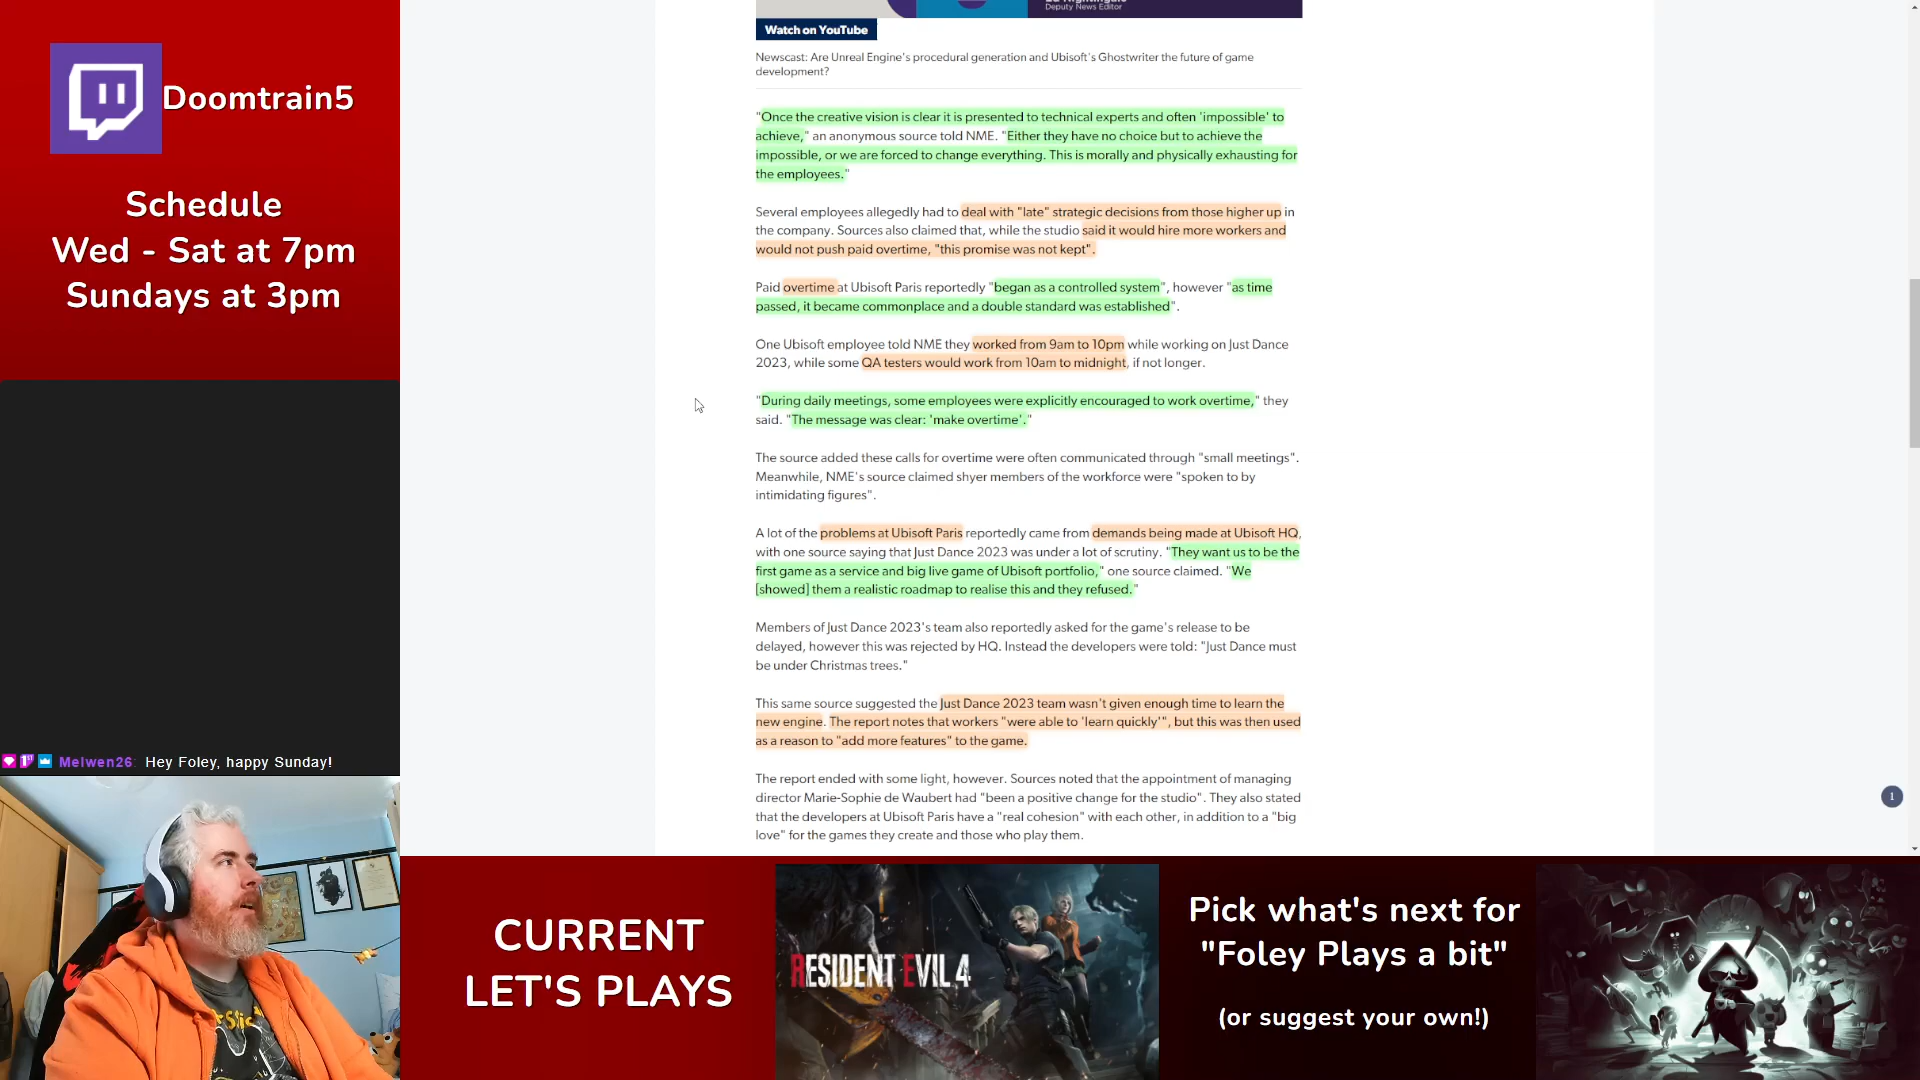 Doomtrain5
Schedule
Wed - Sat at 7pm
Sundays at 3pm
Melwen26: Hey Foley, happy Sunday!
Deputy News Editor
Watch on YouTube
Newscast: Are Unreal Engine's procedural generation and Ubisoft's Ghostwriter the future of game
development?
"Once the creative vision is clear it is presented to technical experts and often 'impossible' to
achieve," an anonymous source told NME. "Either they have no choice but to achieve the
impossible, or we are forced to change everything. This is morally and physically exhausting for
the employees."
Several employees allegedly had to deal with "late" strategic decisions from those higher up in
the company. Sources also claimed that, while the studio said it would hire more workers and
would not push paid overtime, "this promise was not kept".
Paid overtime at Ubisoft Paris reportedly "began as a controlled system", however "as time
passed, it became commonplace and a double standard was established".
One Ubisoft employee told NME they worked from 9am to 10pm while working on Just Dance
2023, while some QA testers would work from 10am to midnight, if not longer.
"During daily meetings, some employees were explicitly encouraged to work overtime," they
said. "The message was clear: 'make overtime'."
The source added these calls for overtime were often communicated through "small meetings".
Meanwhile, NME's source claimed shyer members of the workforce were "spoken to by
intimidating figures".
A lot of the problems at Ubisoft Paris reportedly came from demands being made at Ubisoft HQ,
with one source saying that Just Dance 2023 was under a lot of scrutiny. "They want us to be the
first game as a service and big live game of Ubisoft portfolio," one source claimed. "We
[showed] them a realistic roadmap to realise this and they refused."
Members of Just Dance 2023's team also reportedly asked for the game's release to be
delayed, however this was rejected by HQ. Instead the developers were told: "Just Dance must
be under Christmas trees."
This same source suggested the Just Dance 2023 team wasn't given enough time to learn the
new engine. The report notes that workers "were able to 'learn quickly'", but this was then used
as a reason to "add more features" to the game.
The report ended with some light, however. Sources noted that the appointment of managing
director Marie-Sophie de Waubert had "been a positive change for the studio". They also stated
that the developers at Ubisoft Paris have a "real cohesion" with each other, in addition to a "big
love" for the games they create and those who play them.
1
CURRENT
LET'S PLAYS
RESIDENT EVIL 4
Pick what's next for
"Foley Plays a bit"
(or suggest your own!)